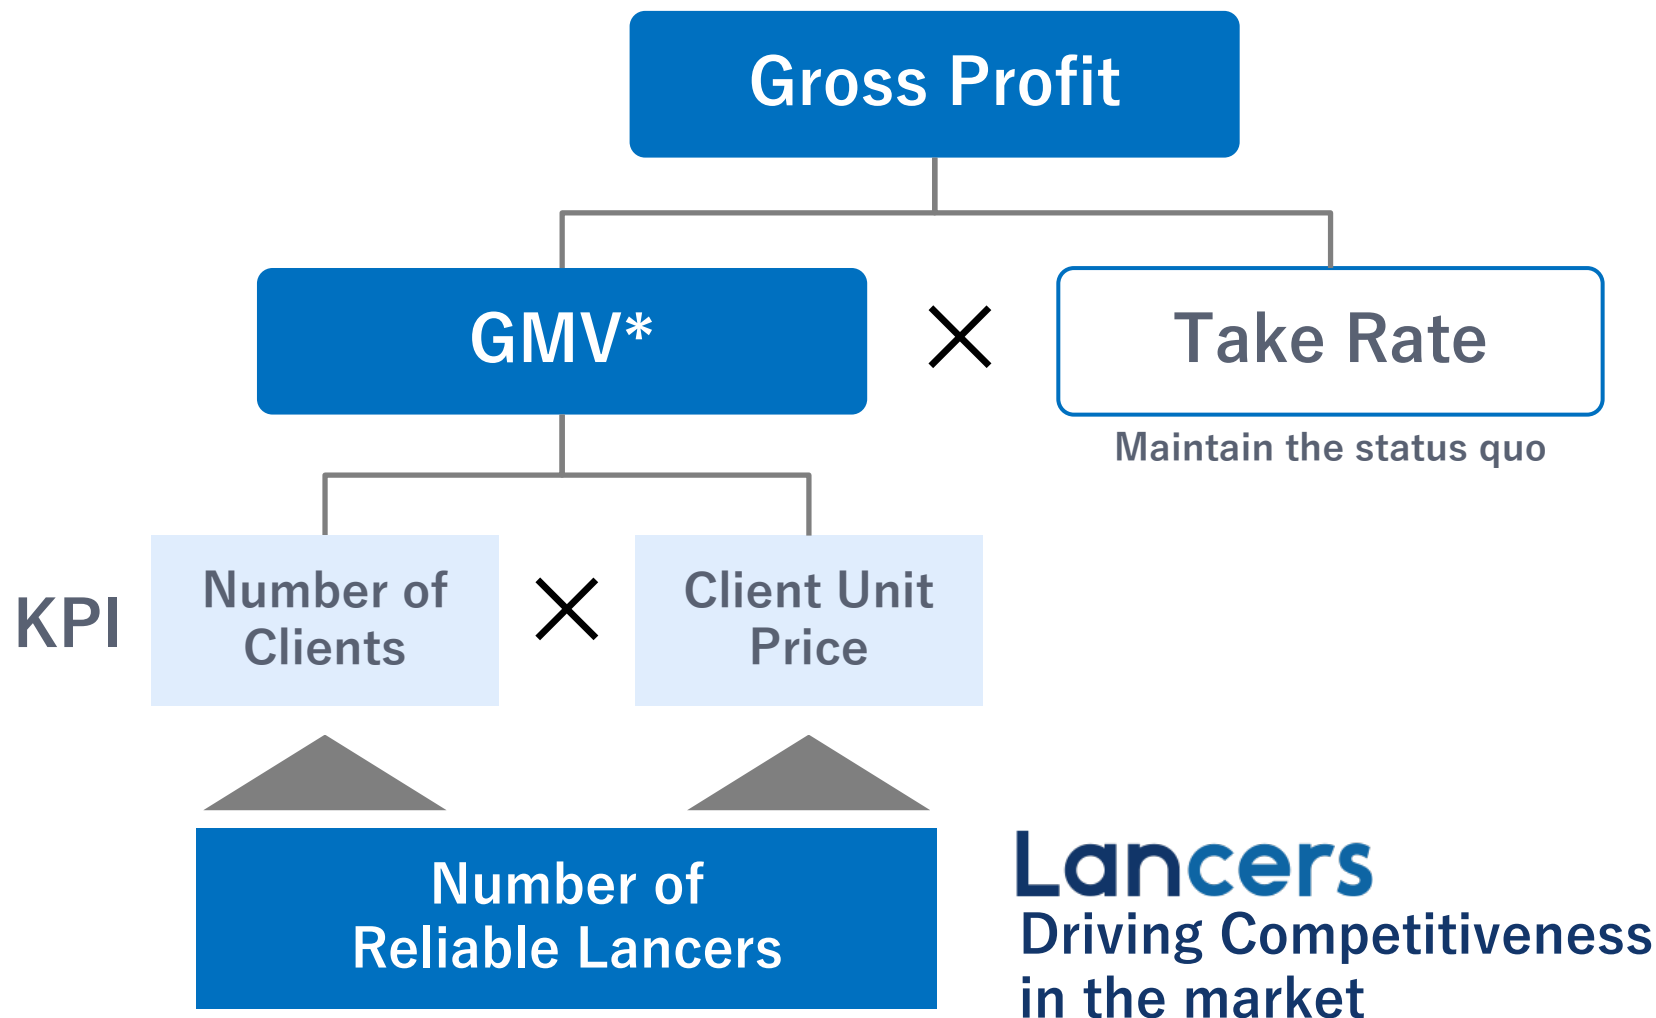 Gross Profit
GMV*
Take Rate
Maintain the status quo
KPI
Number of
Clients
Client Unit
Price
Number of
Reliable Lancers
Lancers
Driving Competitiveness
in the market